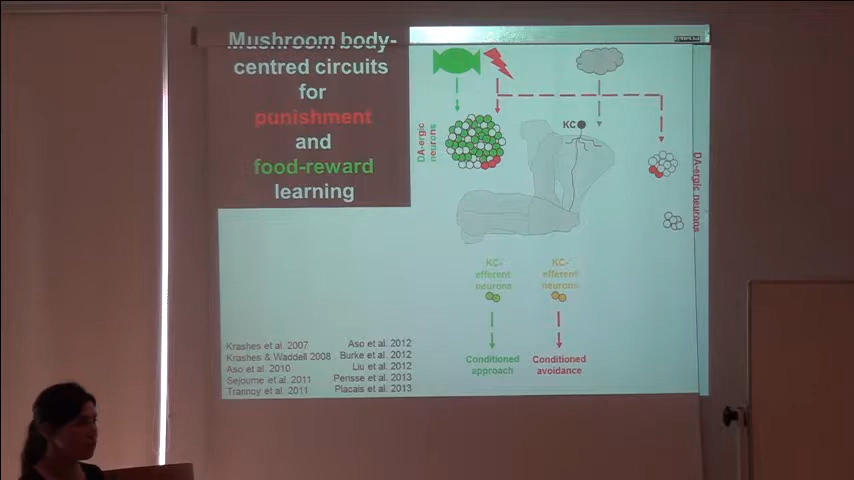 Mushroom body-
centred circuits
for
punishment
and
food-reward
learning
DA-ergic
neurons
KC
DA-ergic neurons
KC-
efferent
neurons
KC-
efferent
neurons
Conditioned
approach
Conditioned
avoidance
Krashes et al. 2007
Krashes & Waddell 2008
Aso et al. 2010
Sejourne et al. 2011
Trannoy et al. 2011
Aso et al. 2012
Burke et al. 2012
Liu et al. 2012
Perisse et al. 2013
Placais et al. 2013